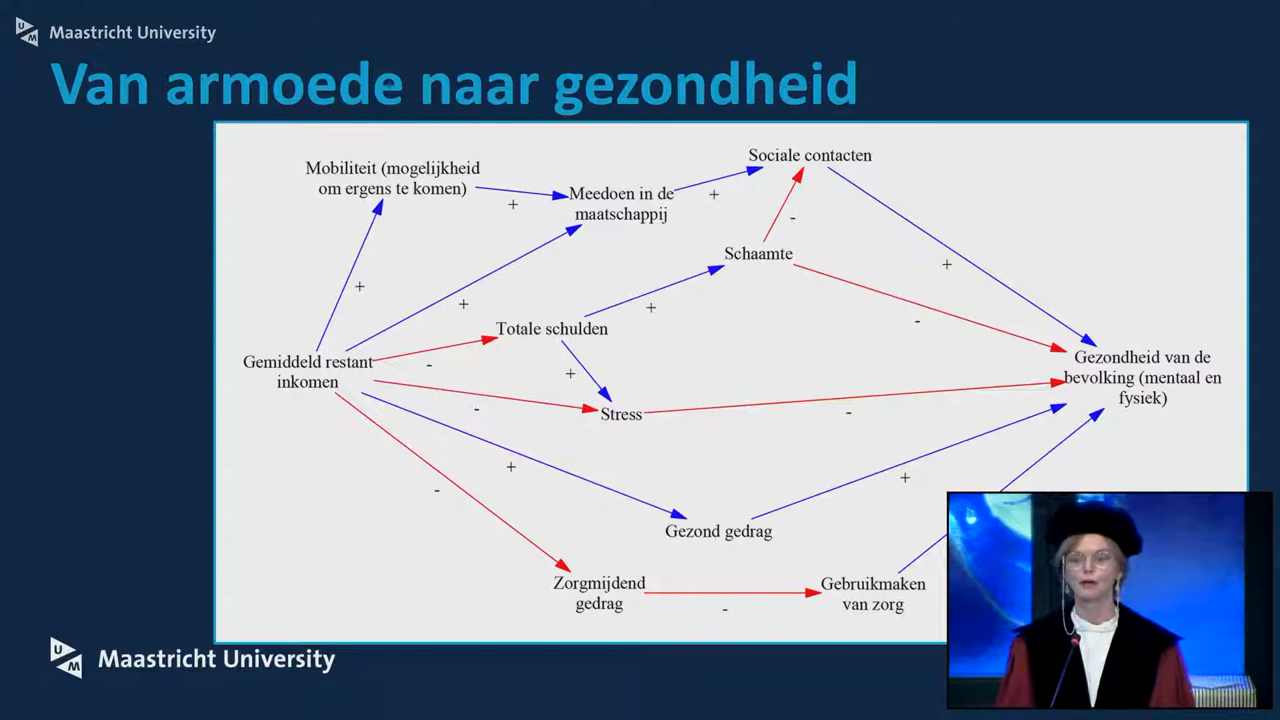 Maastricht University
Van armoede naar gezondheid
Mobiliteit (mogelijkheid
om ergens te komen)
Sociale contacten
+
Meedoen in de
maatschappij
+
-
Schaamte
+
+
+
+
-
Totale schulden
-
Gemiddeld restant
inkomen
+
Gezondheid van de
bevolking (mentaal en
fysiek)
-
Stress
-
+
+
-
Gezond gedrag
Zorgmijdend
gedrag
-
Gebruikmaken
van zorg
Maastricht University